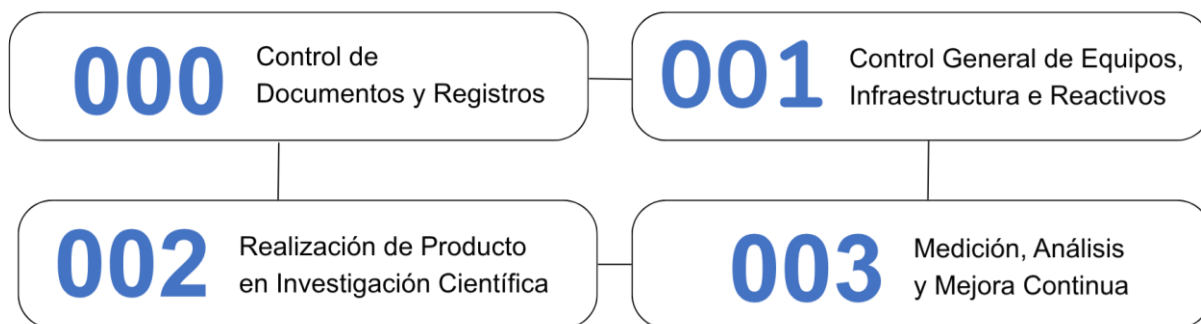 000
Control de
Documentos y Registros
001
Control General de Equipos,
Infraestructura e Reactivos
002
Realización de Producto
en Investigación Científica
003
Medición, Análisis
y Mejora Continua